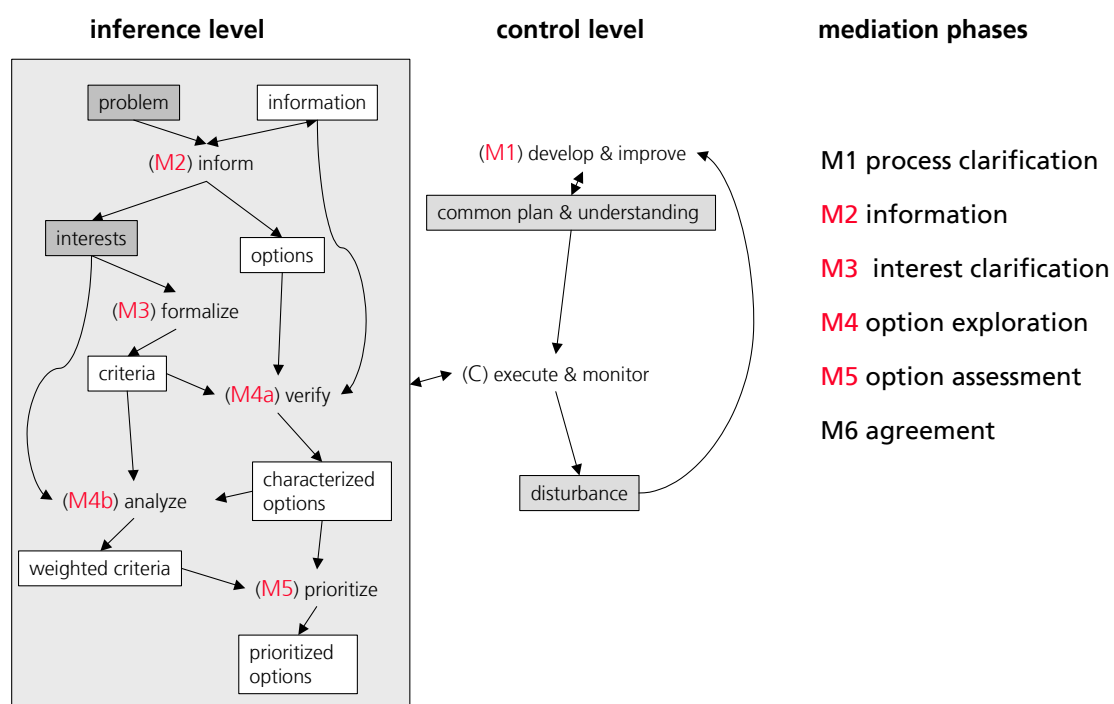 inference level
control level
mediation phases
problem
information
(M2) inform
interests
options
(M3) formalize
criteria
(M4a) verify
(M4b) analyze
characterized
options
weighted criteria
(M5) prioritize
prioritized
options
(M1) develop & improve
common plan & understanding
(C) execute & monitor
disturbance
M1 process clarification
M2 information
M3 interest clarification
M4 option exploration
M5 option assessment
M6 agreement